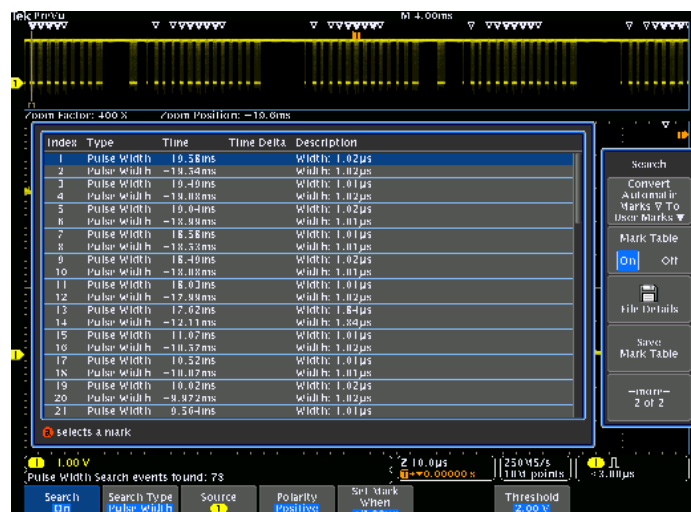 Tek PreVu
M 4.00ms
Zoom Factor: 400 X Zoom Position: -19.6ms
Index Type Time Time Delta Description
1 Pulse Width -19.58ms Width: 1.02µs
2 Pulse Width -19.54ms Width: 1.02µs
3 Pulse Width -19.49ms Width: 1.01µs
4 Pulse Width -19.08ms Width: 1.02µs
5 Pulse Width -19.04ms Width: 1.02µs
6 Pulse Width -18.99ms Width: 1.01µs
7 Pulse Width -18.58ms Width: 1.01µs
8 Pulse Width -18.53ms Width: 1.01µs
9 Pulse Width -18.49ms Width: 1.02µs
10 Pulse Width -18.08ms Width: 1.01µs
11 Pulse Width -18.03ms Width: 1.01µs
12 Pulse Width -17.99ms Width: 1.02µs
13 Pulse Width -17.62ms Width: 1.84µs
14 Pulse Width -12.11ms Width: 1.84µs
15 Pulse Width -11.07ms Width: 1.01µs
16 Pulse Width -10.57ms Width: 1.02µs
17 Pulse Width -10.52ms Width: 1.01µs
18 Pulse Width -10.07ms Width: 1.01µs
19 Pulse Width -10.02ms Width: 1.02µs
20 Pulse Width -9.972ms Width: 1.02µs
21 Pulse Width -9.564ms Width: 1.01µs
a selects a mark
Search
Convert
Automatic
Marks ▽ To
User Marks ▼
Mark Table
On Off
File Details
Save
Mark Table
-more-
2 of 2
1 1.00 V
Z 10.0µs
T 0.00000 s
250MS/s
10M points
1
<3.00µs
Pulse Width Search events found: 78
Search
On
Search Type
Pulse Width
Source
1
Polarity
Positive
Set Mark
When
Threshold
2.00 V